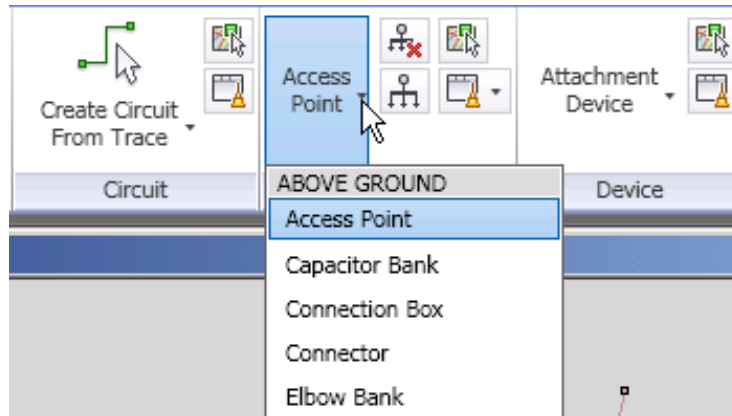 Create Circuit
From Trace
Circuit
Access
Point
Attachment
Device
Device
ABOVE GROUND
Access Point
Capacitor Bank
Connection Box
Connector
Elbow Bank